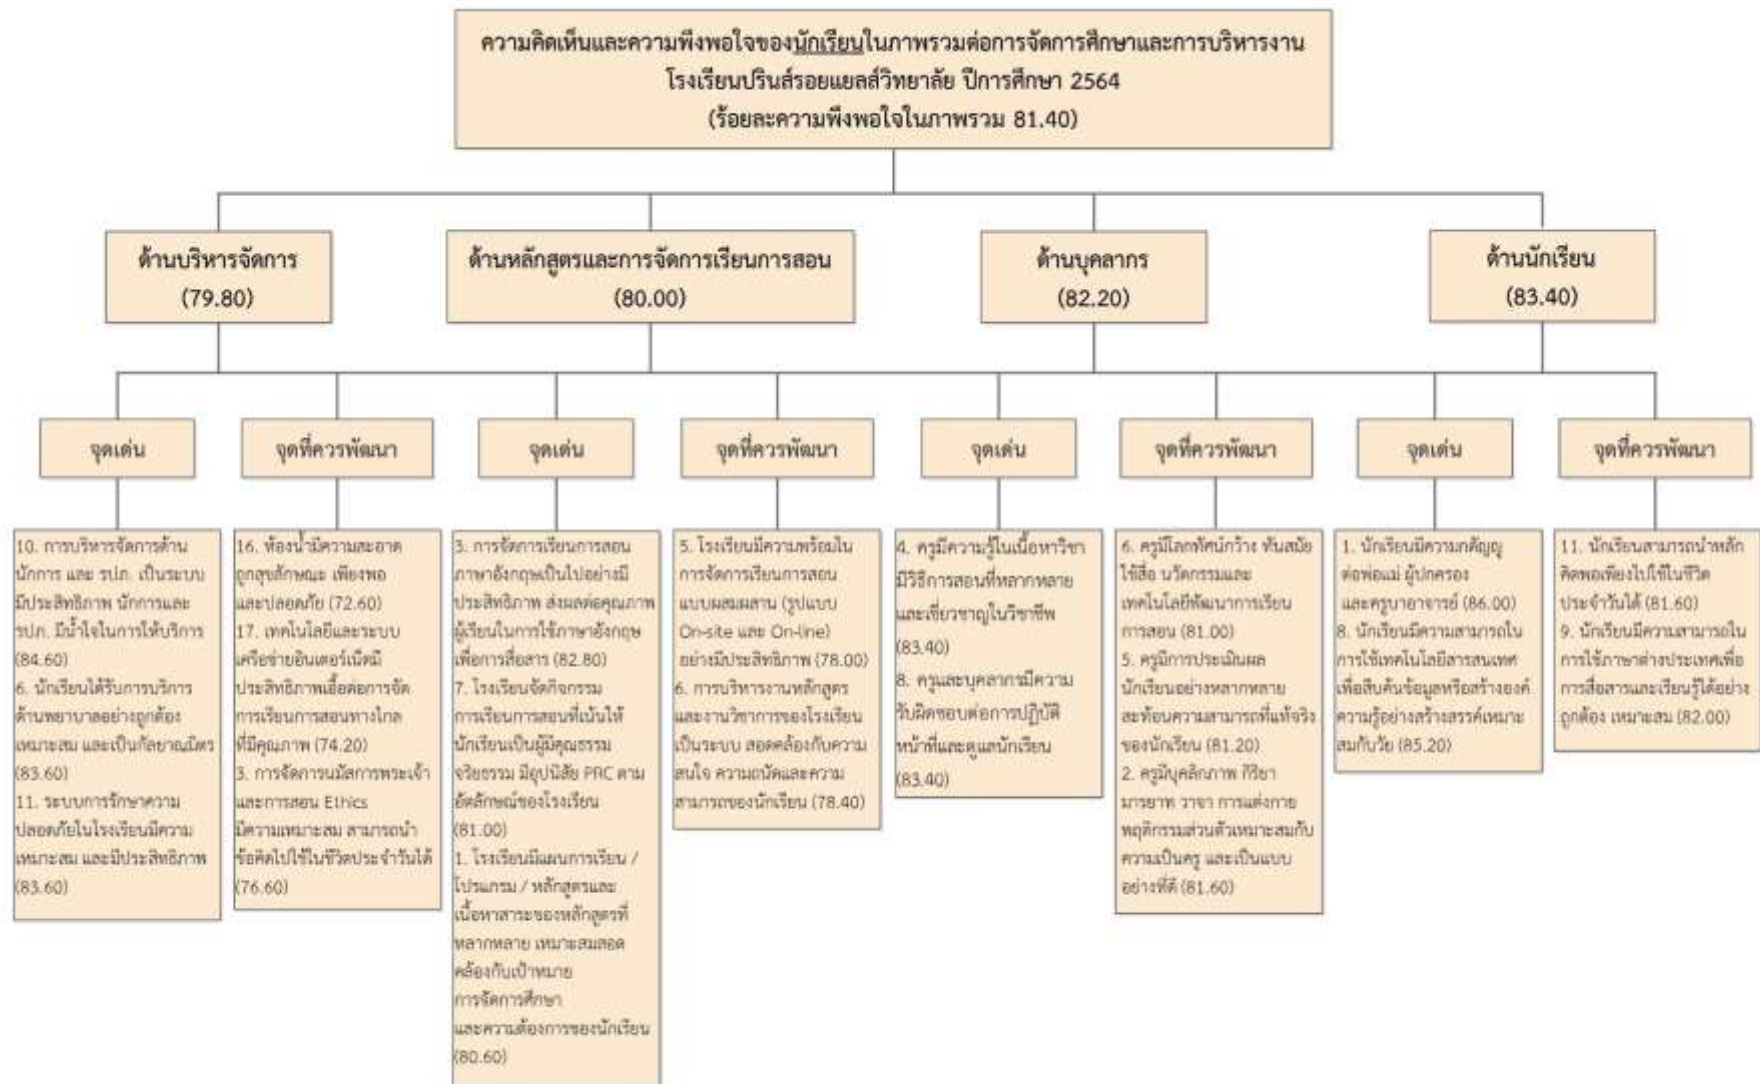 ความคิดเห็นและความพึงพอใจของนักเรียนในภาพรวมต่อการจัดการศึกษาและการบริหารงาน
โรงเรียนปรินส์รอยแยลส์วิทยาลัย ปีการศึกษา 2564
(ร้อยละความพึงพอใจในภาพรวม 81.40)
ด้านบริหารจัดการ
(79.80)
ด้านหลักสูตรและการจัดการเรียนการสอน
(80.00)
ด้านบุคลากร
(82.20)
ด้านนักเรียน
(83.40)
จุดเด่น
จุดที่ควรพัฒนา
จุดเด่น
จุดที่ควรพัฒนา
จุดเด่น
จุดที่ควรพัฒนา
จุดเด่น
จุดที่ควรพัฒนา
10. การบริหารจัดการด้าน
นักการ และ รปภ. เป็นระบบ
มีประสิทธิภาพ นักการและ
รปภ. มีน้ำใจในการให้บริการ
(84.60)
6. นักเรียนได้รับการบริการ
ด้านพยาบาลอย่างถูกต้อง
เหมาะสม และเป็นกัลยาณมิตร
(83.60)
11. ระบบการรักษาความ
ปลอดภัยในโรงเรียนมีความ
เหมาะสม และมีประสิทธิภาพ
(83.60)
16. ห้องน้ำมีความสะอาด
ถูกสุขลักษณะ เพียงพอ
และปลอดภัย (72.60)
17. เทคโนโลยีและระบบ
เครือข่ายอินเตอร์เน็ตมี
ประสิทธิภาพเอื้อต่อการจัด
การเรียนการสอนทางไกล
ที่มีคุณภาพ (74.20)
3. การจัดการนมัสการพระเจ้า
และการสอน Ethics
มีความเหมาะสม สามารถนำ
ข้อคิดไปใช้ในชีวิตประจำวันได้
(76.60)
3. การจัดการเรียนการสอน
ภาษาอังกฤษเป็นไปอย่างมี
ประสิทธิภาพ ส่งผลต่อคุณภาพ
ผู้เรียนในการใช้ภาษาอังกฤษ
เพื่อการสื่อสาร (82.80)
7. โรงเรียนจัดกิจกรรม
การเรียนการสอนที่เน้นให้
นักเรียนเป็นผู้มีคุณธรรม
จริยธรรม มีอุปนิสัย PRC ตาม
อัตลักษณ์ของโรงเรียน
(81.00)
1. โรงเรียนมีแผนการเรียน /
โปรแกรม / หลักสูตรและ
เนื้อหาสาระของหลักสูตรที่
หลากหลาย เหมาะสมสอด
คล้องกับเป้าหมาย
การจัดการศึกษา
และความต้องการของนักเรียน
(80.60)
5. โรงเรียนมีความพร้อมใน
การจัดการเรียนการสอน
แบบผสมผสาน (รูปแบบ
On-site และ On-line)
อย่างมีประสิทธิภาพ (78.00)
6. การบริหารงานหลักสูตร
และงานวิชาการของโรงเรียน
เป็นระบบ สอดคล้องกับความ
สนใจ ความถนัดและความ
สามารถของนักเรียน (78.40)
4. ครูมีความรู้ในเนื้อหาวิชา
มีวิธีการสอนที่หลากหลาย
และเชี่ยวชาญในวิชาชีพ
(83.40)
8. ครูและบุคลากรมีความ
รับผิดชอบต่อการปฏิบัติ
หน้าที่และดูแลนักเรียน
(83.40)
6. ครูมีโลกทัศน์กว้าง ทันสมัย
ใช้สื่อ นวัตกรรมและ
เทคโนโลยีพัฒนาการเรียน
การสอน (81.00)
5. ครูมีการประเมินผล
นักเรียนอย่างหลากหลาย
สะท้อนความสามารถที่แท้จริง
ของนักเรียน (81.20)
2. ครูมีบุคลิกภาพ กิริยา
มารยาท วาจา การแต่งกาย
พฤติกรรมส่วนตัวเหมาะสมกับ
ความเป็นครู และเป็นแบบ
อย่างที่ดี (81.60)
1. นักเรียนมีความกตัญญู
ต่อพ่อแม่ ผู้ปกครอง
และครูบาอาจารย์ (86.00)
8. นักเรียนมีความสามารถใน
การใช้เทคโนโลยีสารสนเทศ
เพื่อสืบค้นข้อมูลหรือสร้างองค์
ความรู้อย่างสร้างสรรค์เหมาะ
สมกับวัย (85.20)
11. นักเรียนสามารถนำหลัก
คิดพอเพียงไปใช้ในชีวิต
ประจำวันได้ (81.60)
9. นักเรียนมีความสามารถใน
การใช้ภาษาต่างประเทศเพื่อ
การสื่อสารและเรียนรู้ได้อย่าง
ถูกต้อง เหมาะสม (82.00)